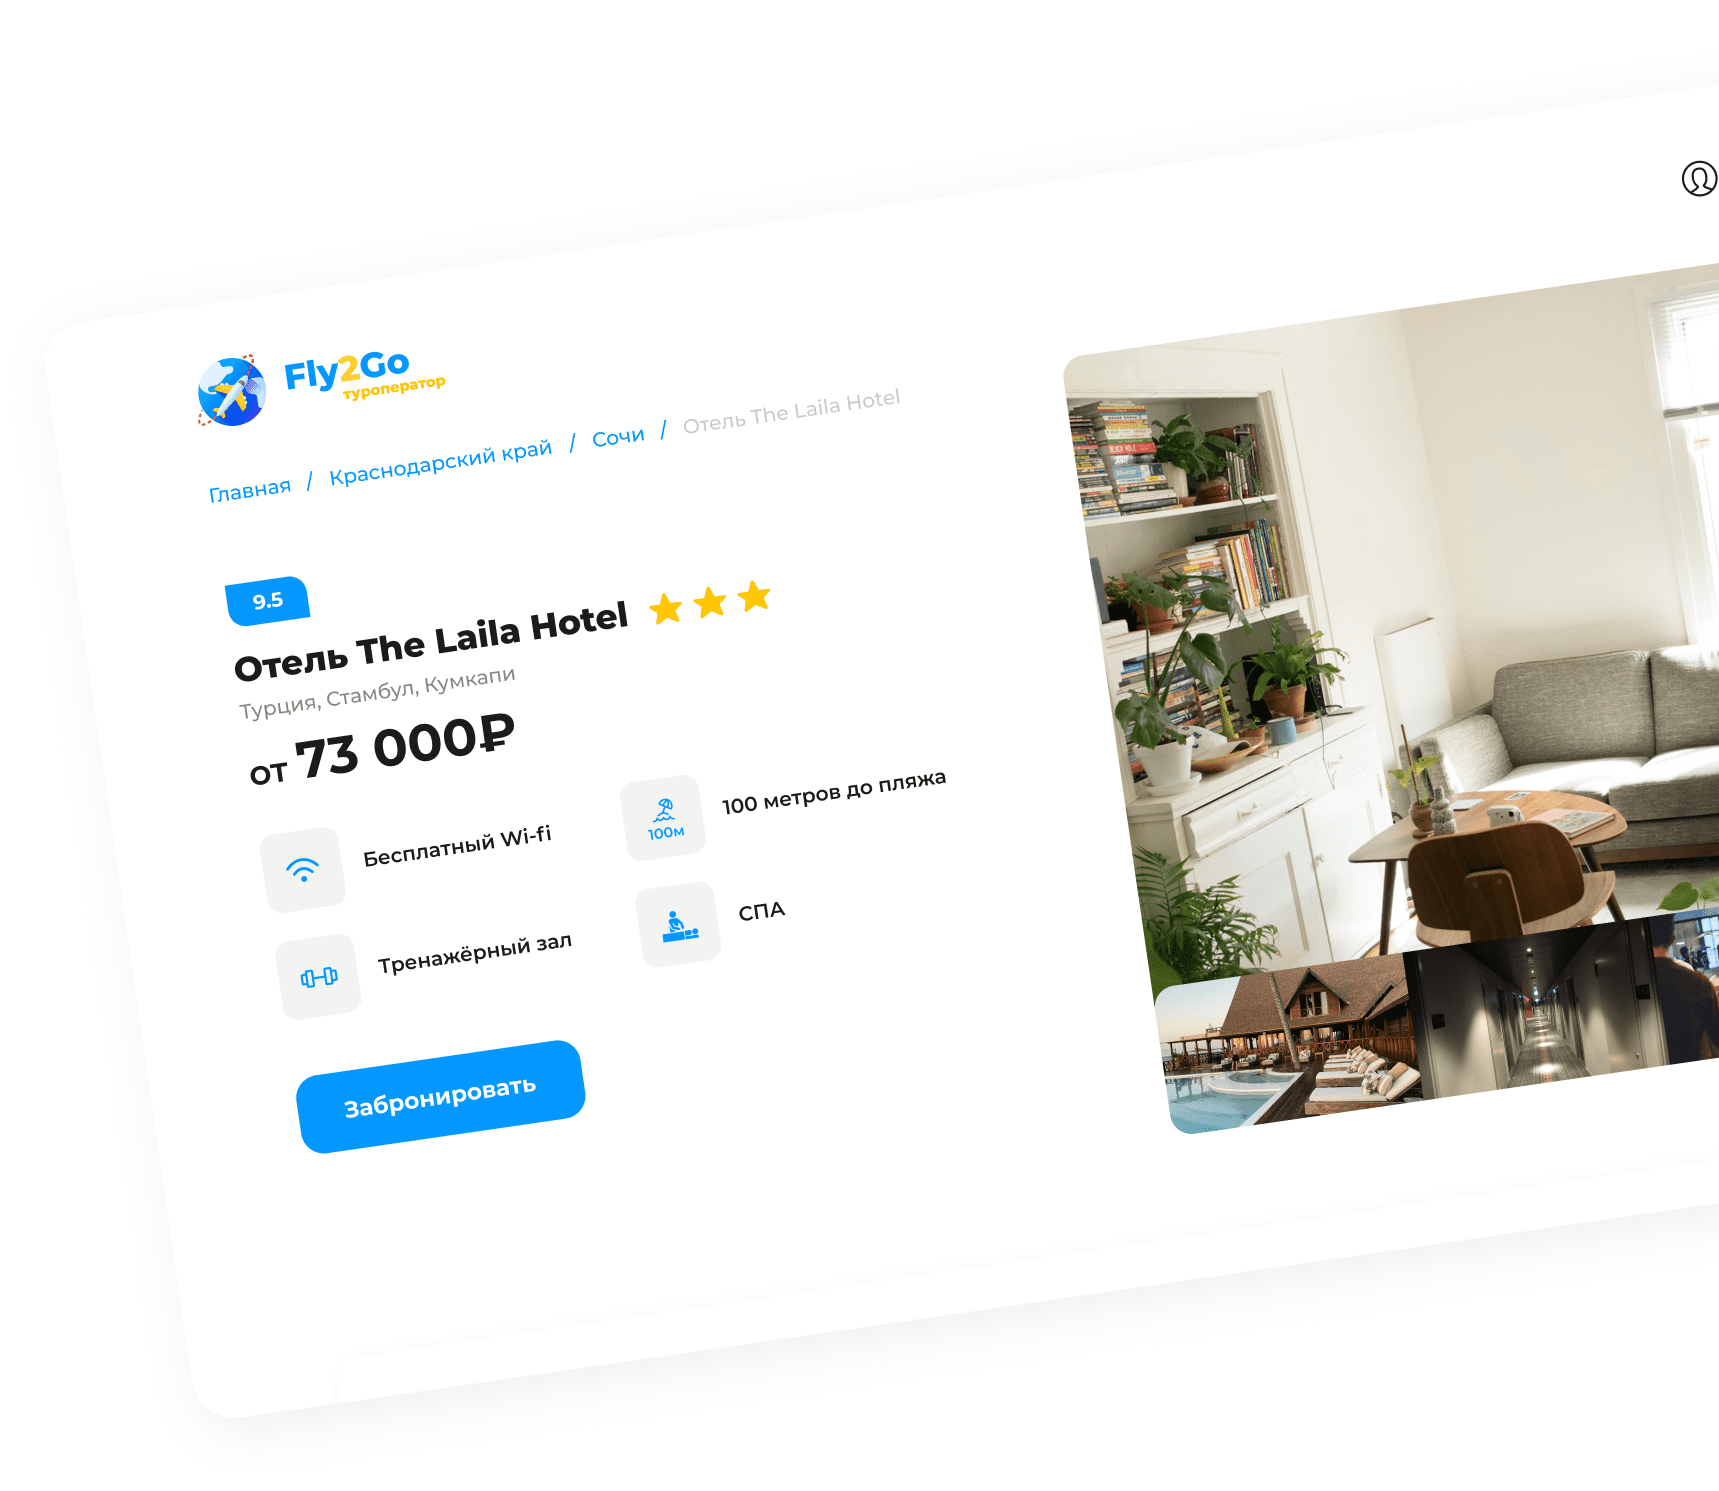 Fly2Go
туроператор
Главная / Краснодарский край / Сочи / Отель The Laila Hotel
9.5
Отель The Laila Hotel
Турция, Стамбул, Кумкапи
от 73 000₽
Бесплатный Wi-fi
100м
100 метров до пляжа
Тренажёрный зал
СПА
Забронировать